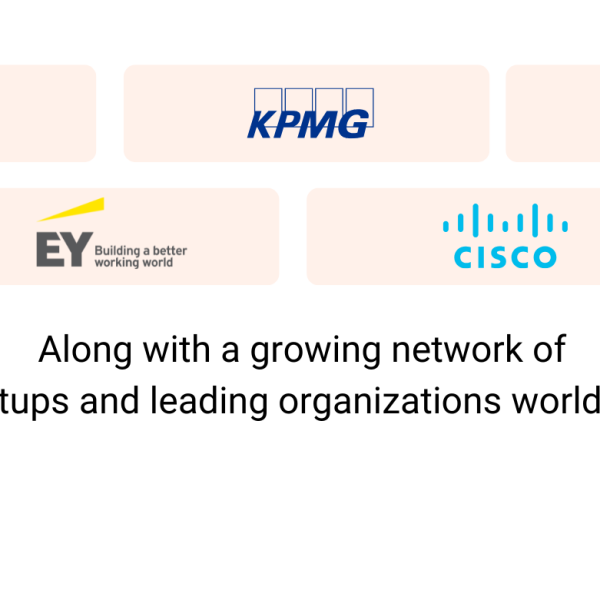 KPMG
EY Building a better
working world
CISCO
Along with a growing network of
tups and leading organizations world